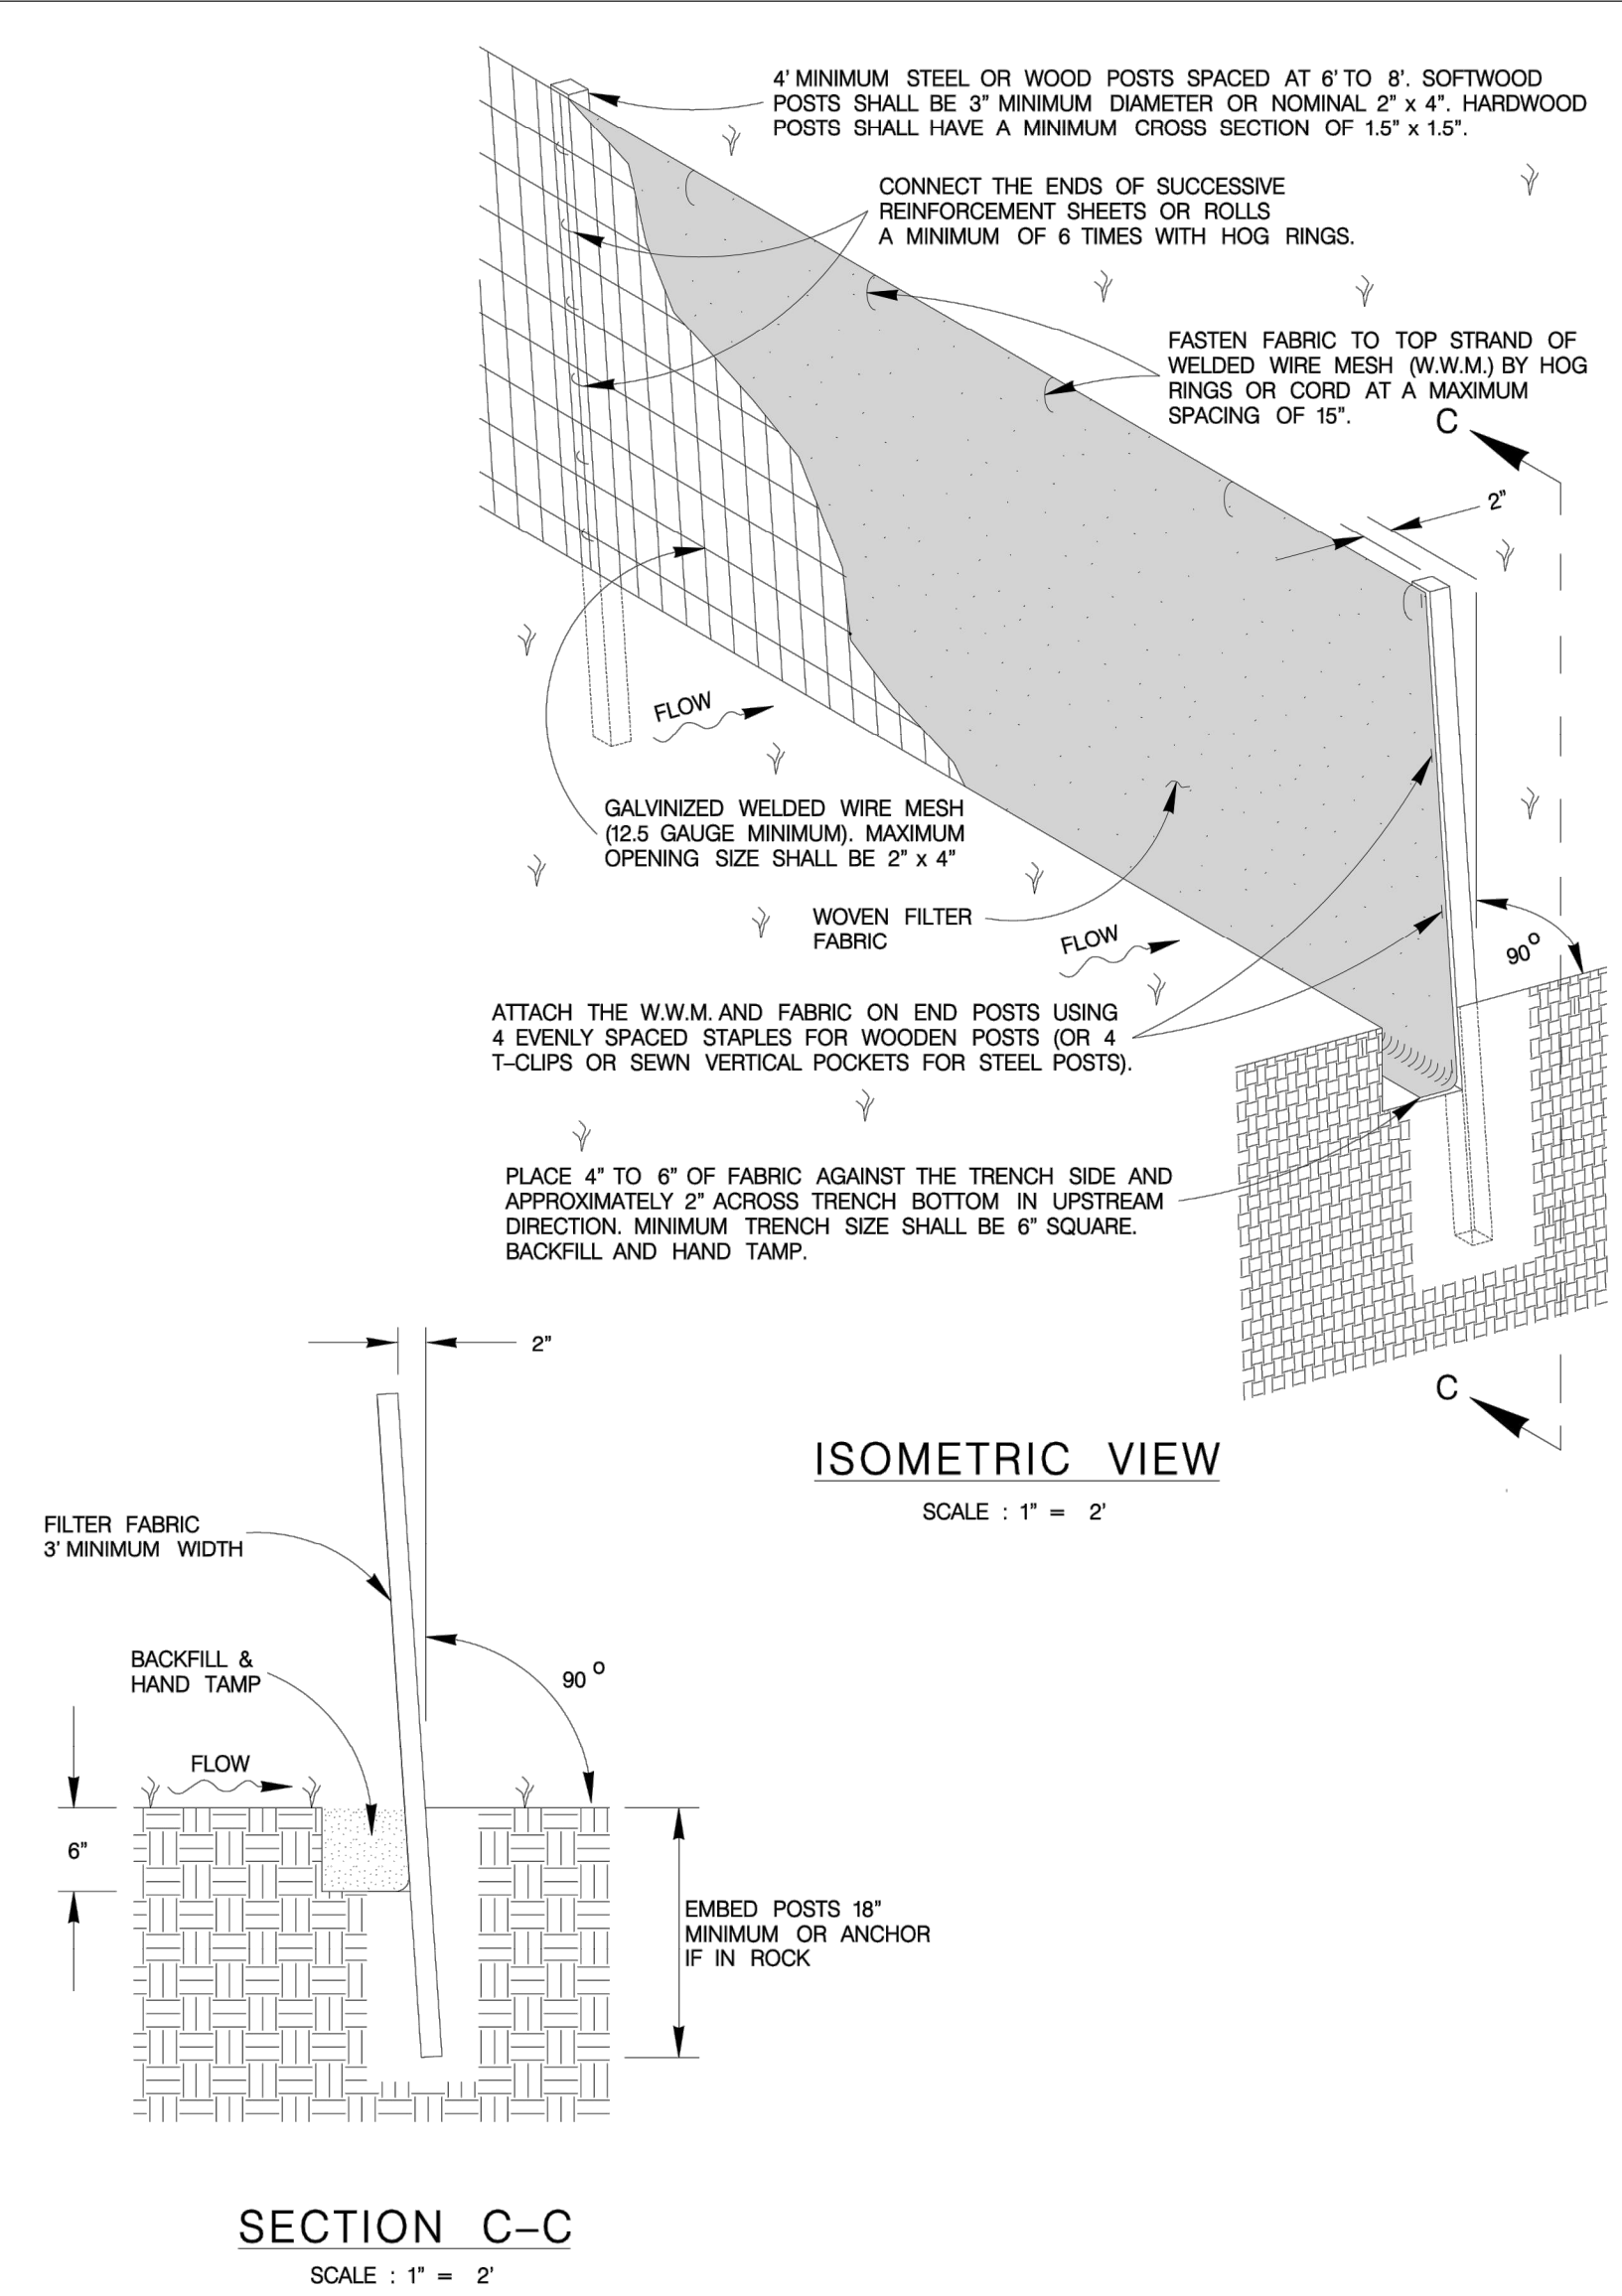 4' MINIMUM STEEL OR WOOD POSTS SPACED AT 6' TO 8'. SOFTWOOD
POSTS SHALL BE 3" MINIMUM DIAMETER OR NOMINAL 2" x 4". HARDWOOD
POSTS SHALL HAVE A MINIMUM CROSS SECTION OF 1.5" x 1.5".
CONNECT THE ENDS OF SUCCESSIVE
REINFORCEMENT SHEETS OR ROLLS
A MINIMUM OF 6 TIMES WITH HOG RINGS.
FASTEN FABRIC TO TOP STRAND OF
WELDED WIRE MESH (W.W.M.) BY HOG
RINGS OR CORD AT A MAXIMUM
SPACING OF 15".
C
2"
FLOW
GALVINIZED WELDED WIRE MESH
(12.5 GAUGE MINIMUM). MAXIMUM
OPENING SIZE SHALL BE 2" x 4"
WOVEN FILTER
FABRIC
FLOW
90°
ATTACH THE W.W.M. AND FABRIC ON END POSTS USING
4 EVENLY SPACED STAPLES FOR WOODEN POSTS (OR 4
T-CLIPS OR SEWN VERTICAL POCKETS FOR STEEL POSTS).
PLACE 4" TO 6" OF FABRIC AGAINST THE TRENCH SIDE AND
APPROXIMATELY 2" ACROSS TRENCH BOTTOM IN UPSTREAM
DIRECTION. MINIMUM TRENCH SIZE SHALL BE 6" SQUARE.
BACKFILL AND HAND TAMP.
C
ISOMETRIC VIEW
SCALE : 1" = 2'
2"
FILTER FABRIC
3' MINIMUM WIDTH
BACKFILL &
HAND TAMP
90°
FLOW
6"
EMBED POSTS 18"
MINIMUM OR ANCHOR
IF IN ROCK
SECTION C-C
SCALE : 1" = 2'